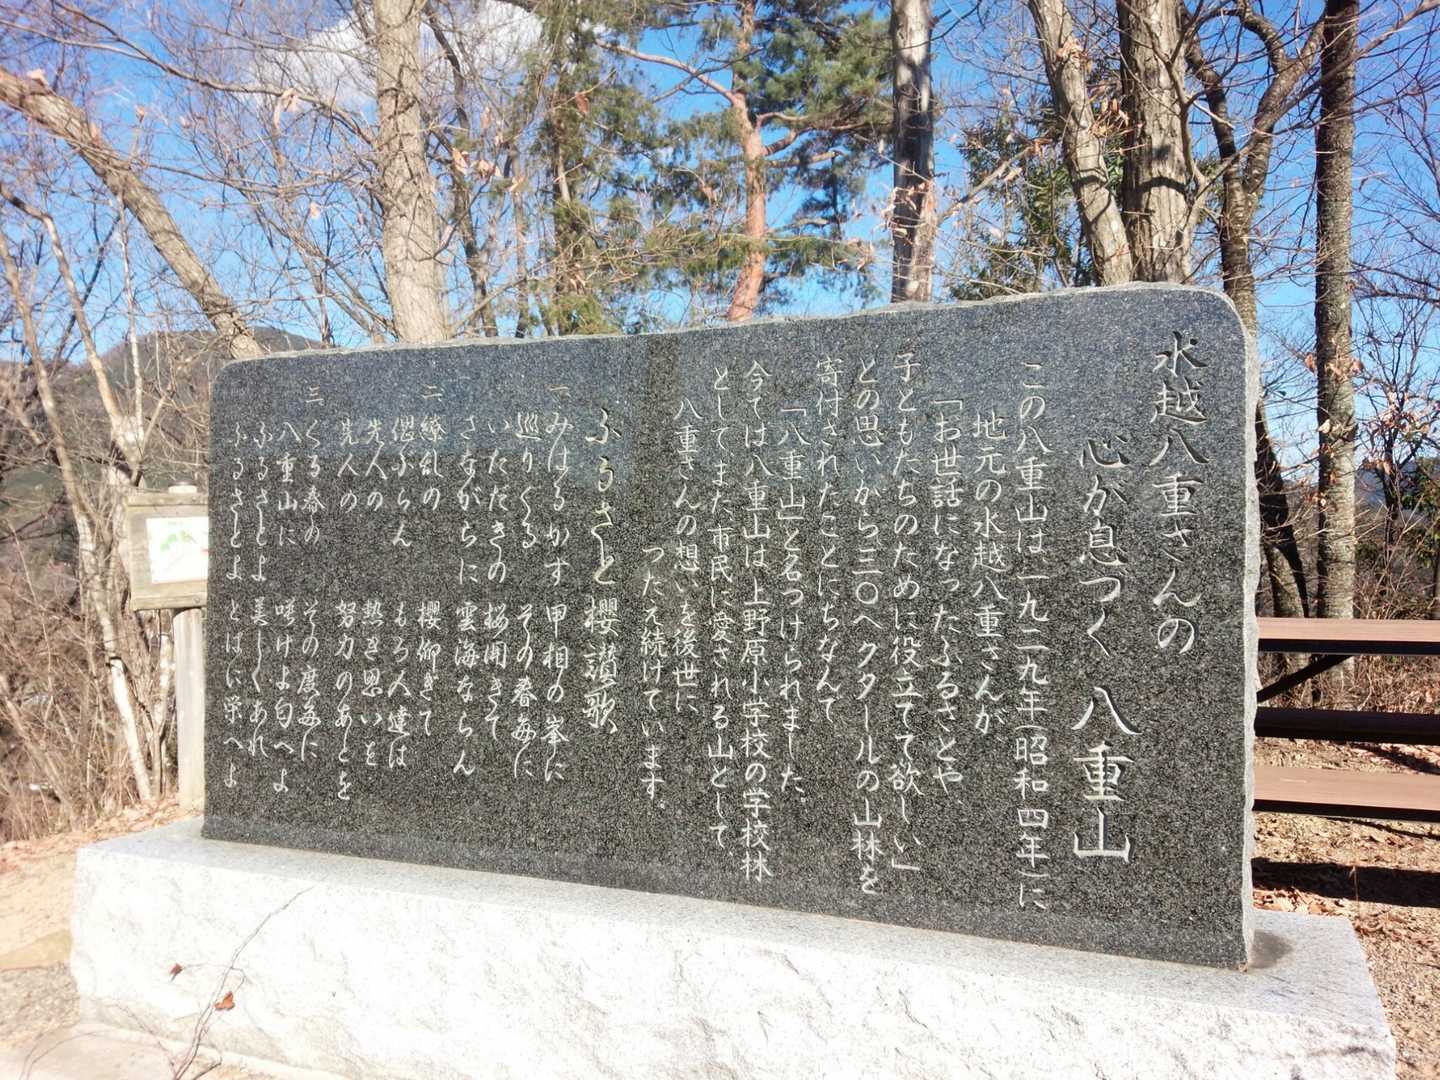 水越八重さんの
心が息づく 八重山
この八重山は一九二九年(昭和四年)に
地元の水越八重さんが
「お世話になったふるさとや、
子どもたちのために役立てて欲しい」
との思いから三〇ヘクタールの山林を
寄付されたことにちなんで
「八重山」と名づけられました。
今では八重山は上野原小学校の学校林
としてまた市民に愛される山として
八重さんの想いを後世に
つたえ続けています。
ふるさと櫻讃歌
一 みはるかす 甲相の峯に
巡りくる その春毎に
いただきの 桜開きて
さながらに 雲海ならん
二 繚乱の 櫻仰ぎて
偲ぶらん もろ人達は
先人の 熱き思いを
先人の 努力のあとを
三 くる春の その度毎に
八重山に 咲けよ匂へよ
ふるさとよ 美しくあれ
ふるさとよ とはに栄へよ